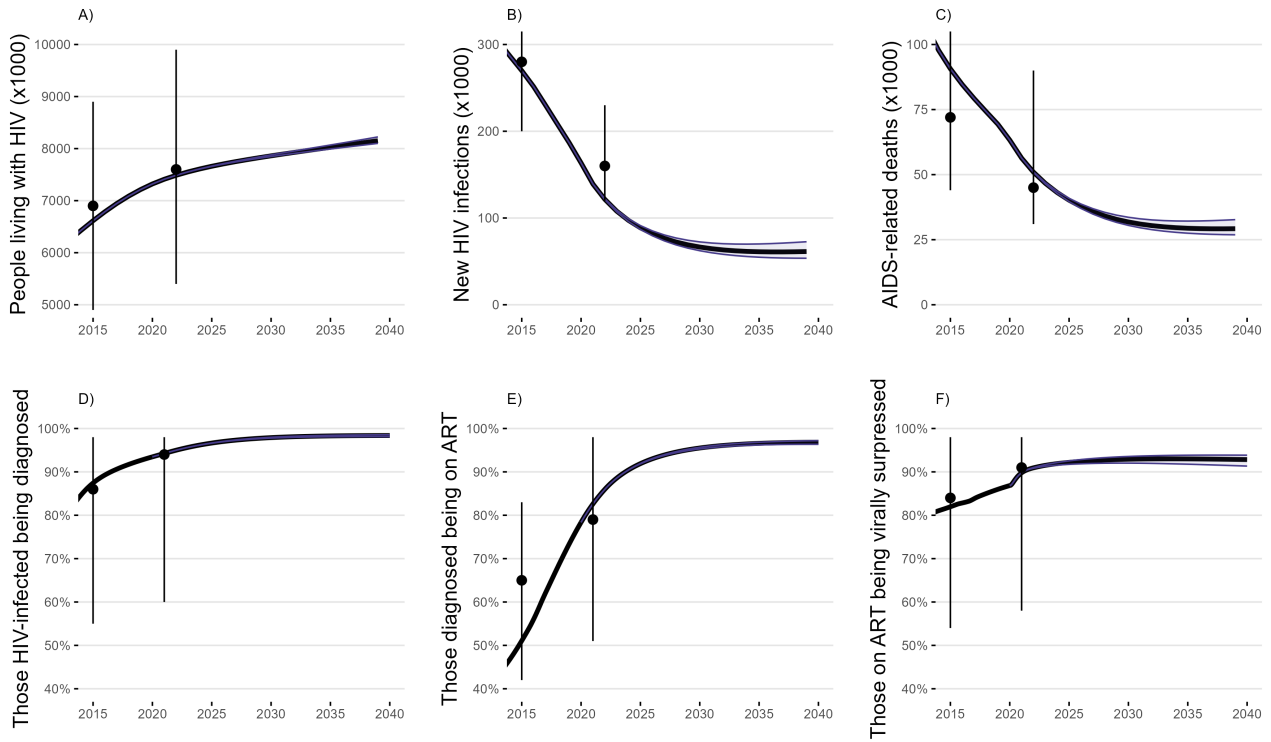 A)
People living with HIV (x1000)
10000
9000
8000
7000
6000
5000
2015 2020 2025 2030 2035 2040
B)
New HIV infections (x1000)
300
200
100
0
2015 2020 2025 2030 2035 2040
C)
AIDS-related deaths (x1000)
100
75
50
25
0
2015 2020 2025 2030 2035 2040
D)
Those HIV-infected being diagnosed
100%
90%
80%
70%
60%
50%
40%
2015 2020 2025 2030 2035 2040
E)
Those diagnosed being on ART
100%
90%
80%
70%
60%
50%
40%
2015 2020 2025 2030 2035 2040
F)
Those on ART being virally surpressed
100%
90%
80%
70%
60%
50%
40%
2015 2020 2025 2030 2035 2040